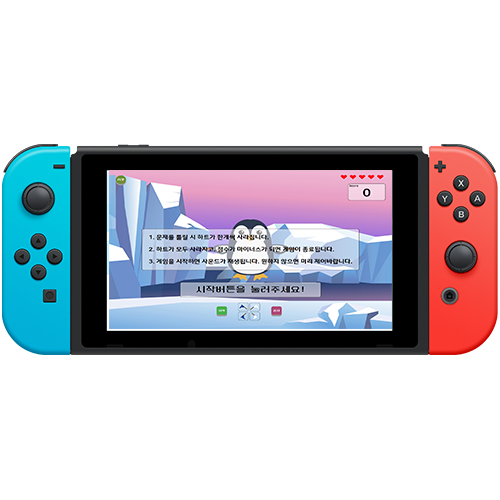 Score
0
1. 문제를 틀릴 시 하트가 한개씩 사라집니다.
2. 하트가 모두 사라지고, 점수가 마이너스가 되면 게임이 종료됩니다.
3. 게임을 시작하면 사운드가 재생됩니다. 원하지 않으면 미리 제어바랍니다.
시작버튼을 눌러주세요!
X
Y A
B